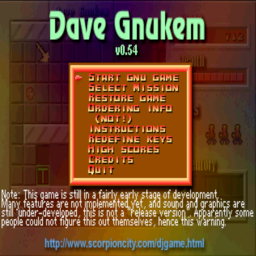 Dave Gnukem
v0.54
START GNU GAME
SELECT MISSION
RESTORE GAME
ORDERING INFO
(NOT!)
INSTRUCTIONS
REDEFINE KEYS
HIGH SCORES
CREDITS
QUIT
Note: This game is still in a fairly early stage of development.
Many features are not implemented yet, and sound and graphics are
still 'under-developed', this is not a "release version". Apparently some
people could not figure this out themselves, hence this warning.
http://www.scorpioncity.com/djgame.html